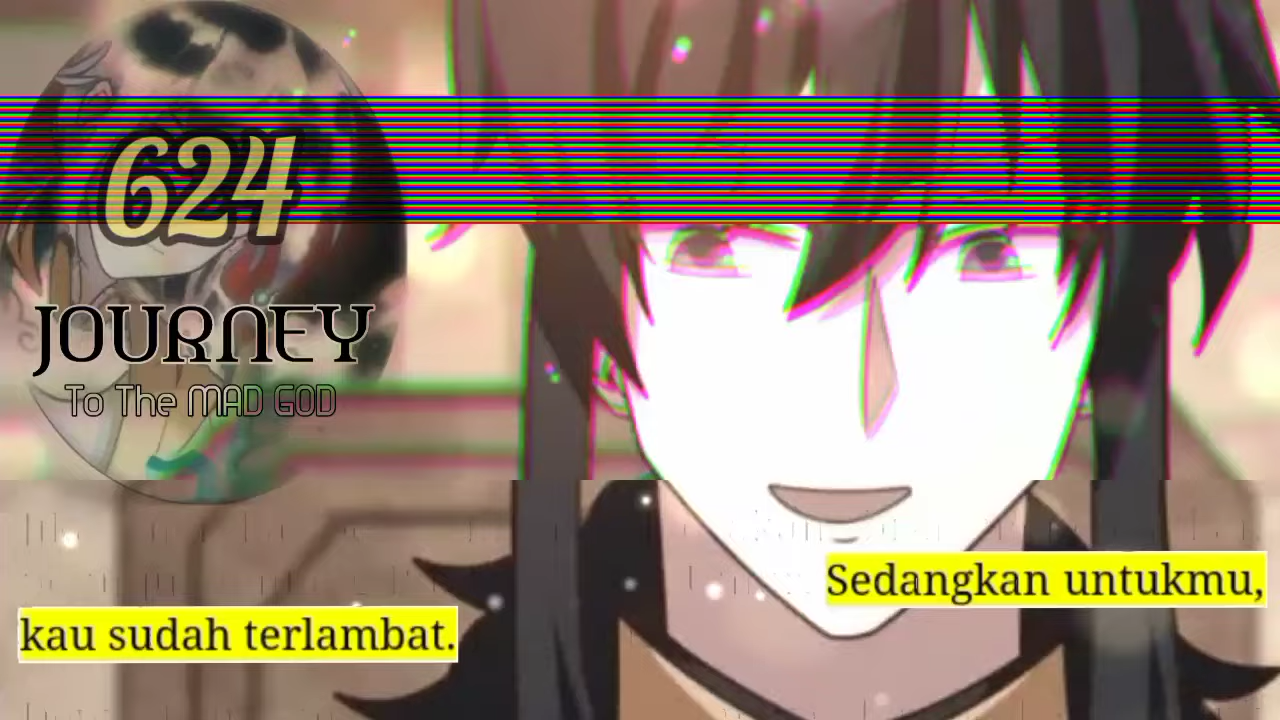 624
JOURNEY
To The MAD GOD
Sedangkan untukmu,
kau sudah terlambat.